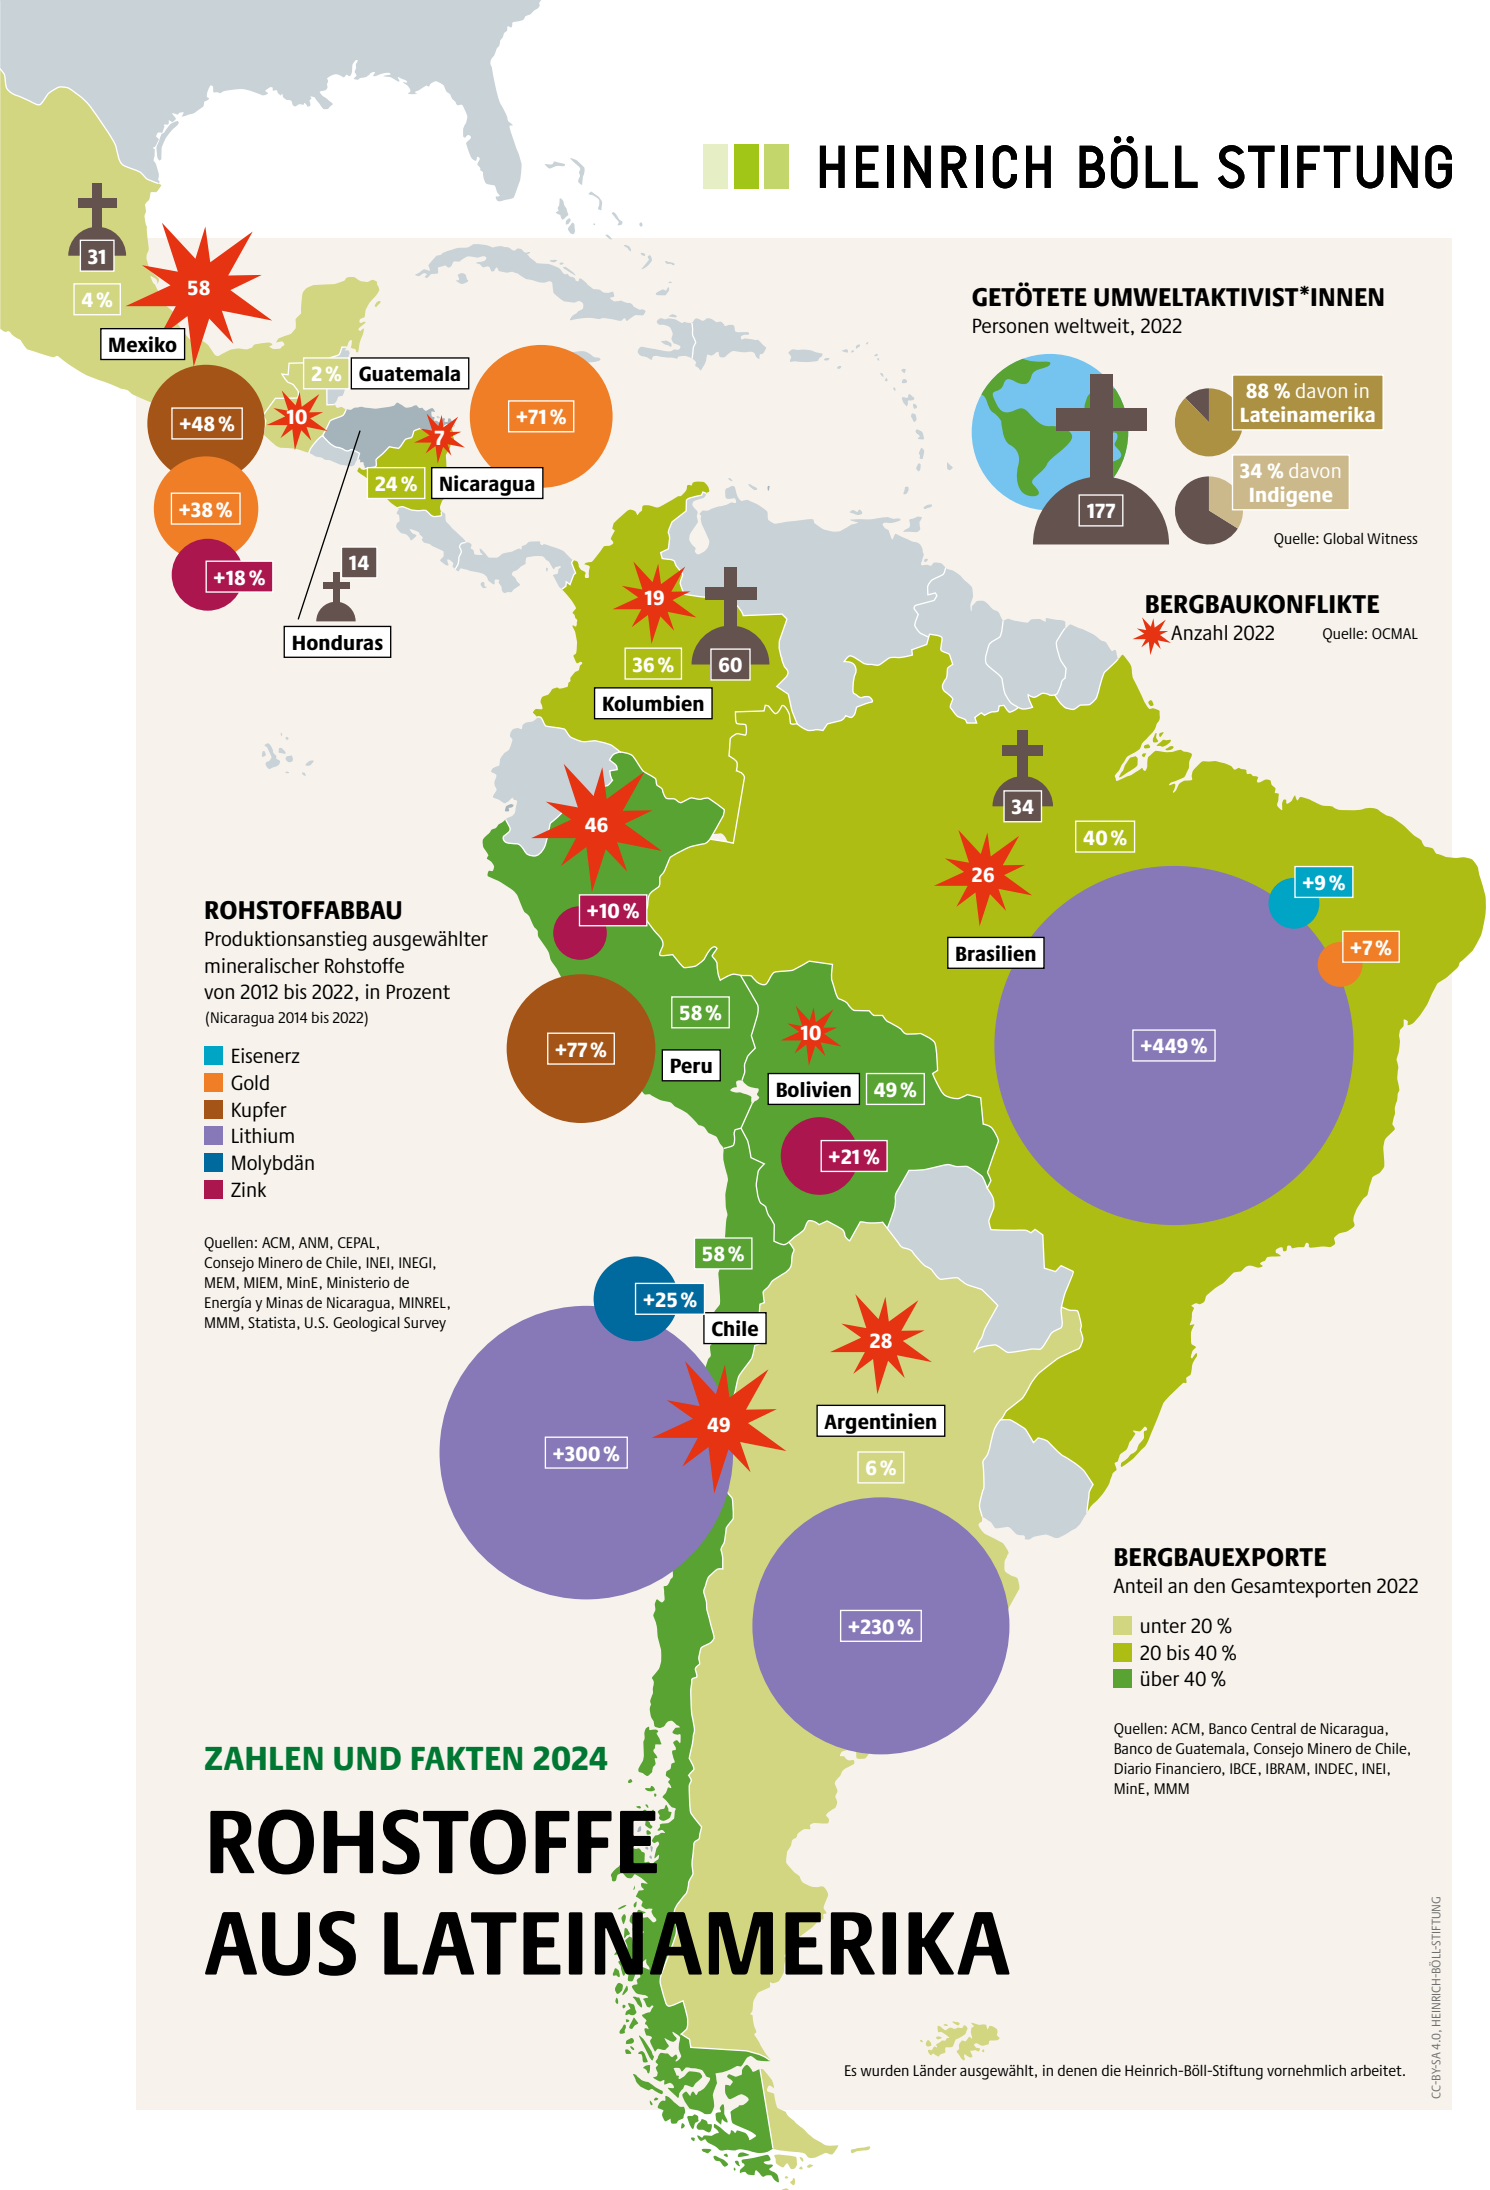 HEINRICH BÖLL STIFTUNG
31
4 %
58
Mexiko
+48 %
+38 %
+18 %
2 %
Guatemala
10
7
24 %
Nicaragua
+71 %
14
Honduras
GETÖTETE UMWELTAKTIVIST*INNEN
Personen weltweit, 2022
177
88 % davon in
Lateinamerika
34 % davon
Indigene
Quelle: Global Witness
BERGBAUKONFLIKTE
Anzahl 2022
Quelle: OCMAL
19
36 %
60
Kolumbien
34
40 %
26
Brasilien
+9 %
+7 %
+449 %
46
+10 %
58 %
+77 %
Peru
10
Bolivien
49 %
+21 %
ROHSTOFFABBAU
Produktionsanstieg ausgewählter
mineralischer Rohstoffe
von 2012 bis 2022, in Prozent
(Nicaragua 2014 bis 2022)
Eisenerz
Gold
Kupfer
Lithium
Molybdän
Zink
Quellen: ACM, ANM, CEPAL,
Consejo Minero de Chile, INEI, INEGI,
MEM, MIEM, MinE, Ministerio de
Energía y Minas de Nicaragua, MINREL,
MMM, Statista, U.S. Geological Survey
58 %
+25 %
Chile
49
+300 %
28
Argentinien
6 %
+230 %
BERGBAUEXPORTE
Anteil an den Gesamtexporten 2022
unter 20 %
20 bis 40 %
über 40 %
Quellen: ACM, Banco Central de Nicaragua,
Banco de Guatemala, Consejo Minero de Chile,
Diario Financiero, IBCE, IBRAM, INDEC, INEI,
MinE, MMM
ZAHLEN UND FAKTEN 2024
ROHSTOFFE
AUS LATEINAMERIKA
Es wurden Länder ausgewählt, in denen die Heinrich-Böll-Stiftung vornehmlich arbeitet.
CC-BY-SA 4.0, HEINRICH-BÖLL-STIFTUNG